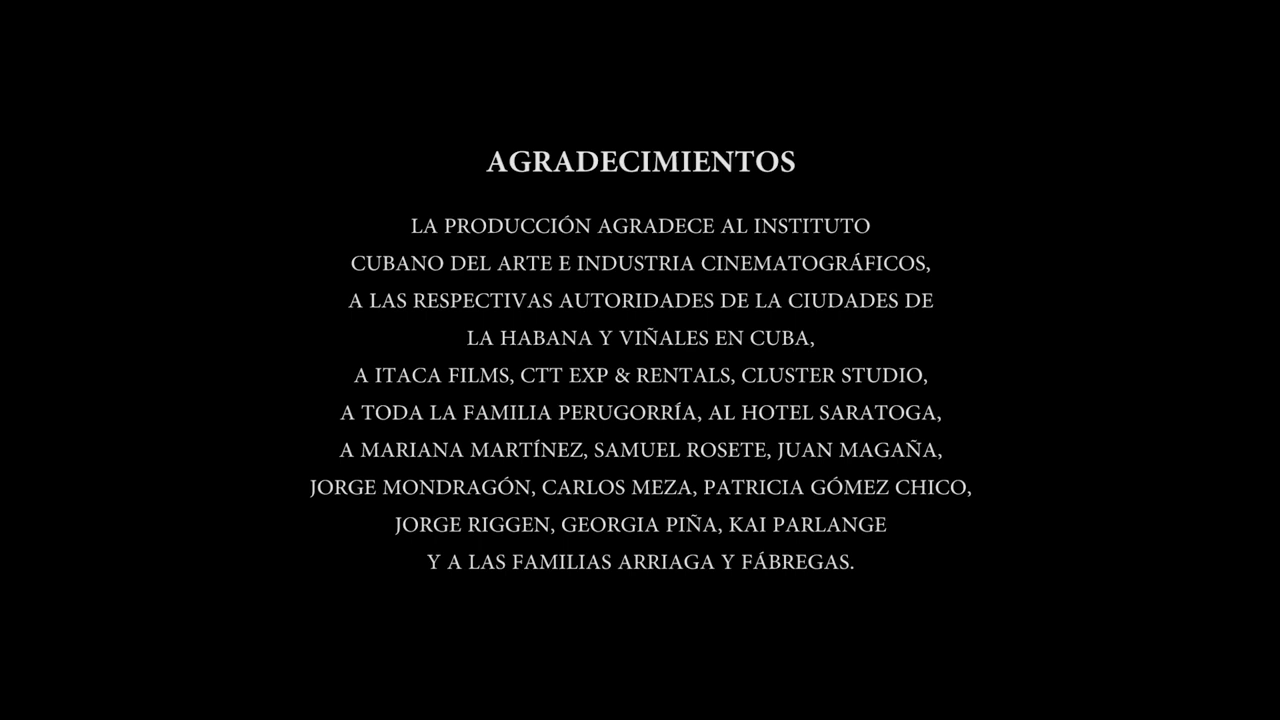 AGRADECIMIENTOS
LA PRODUCCIÓN AGRADECE AL INSTITUTO
CUBANO DEL ARTE E INDUSTRIA CINEMATOGRÁFICOS,
A LAS RESPECTIVAS AUTORIDADES DE LA CIUDADES DE
LA HABANA Y VIÑALES EN CUBA,
A ITACA FILMS, CTT EXP & RENTALS, CLUSTER STUDIO,
A TODA LA FAMILIA PERUGORRÍA, AL HOTEL SARATOGA,
A MARIANA MARTÍNEZ, SAMUEL ROSETE, JUAN MAGAÑA,
JORGE MONDRAGÓN, CARLOS MEZA, PATRICIA GÓMEZ CHICO,
JORGE RIGGEN, GEORGIA PIÑA, KAI PARLANGE
Y A LAS FAMILIAS ARRIAGA Y FÁBREGAS.